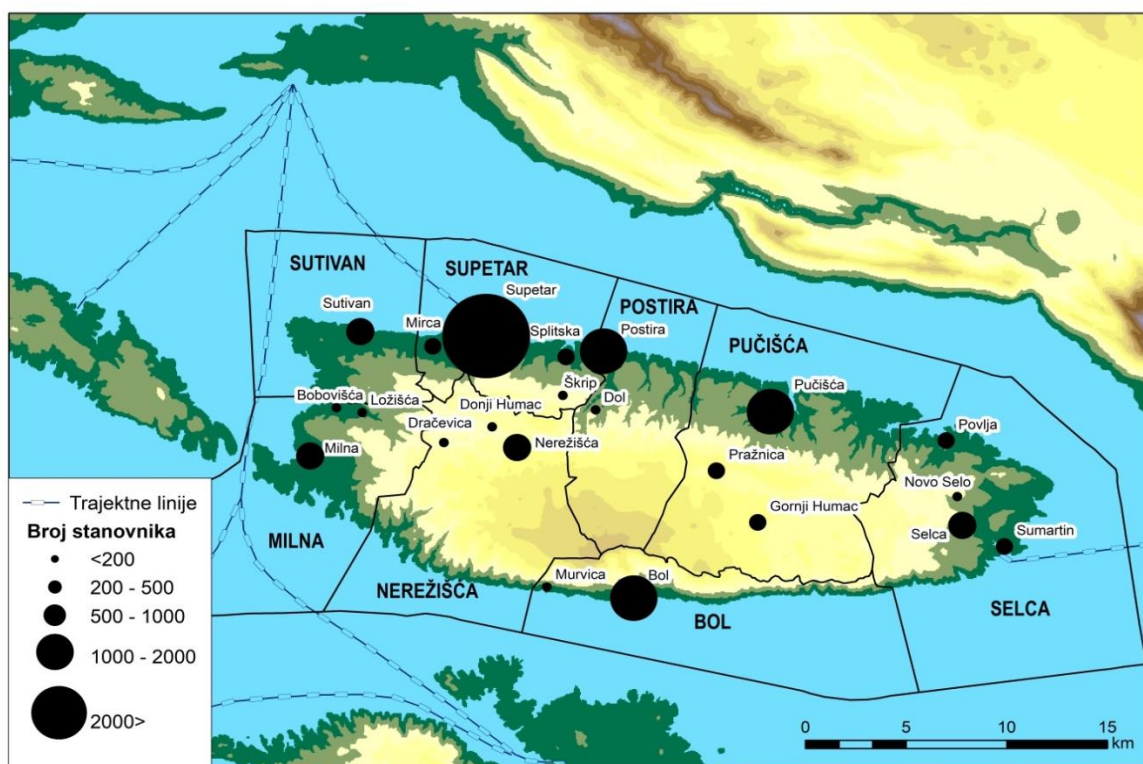 SUTIVAN
SUPETAR
POSTIRA
PUČIŠĆA
Sutivan
Mirca
Supetar
Splitska
Postira
Škrip
Dol
Pučišća
Bobovišća
Ložišća
Donji Humac
Dračevica
Nerežišća
Milna
Pražnica
Povlja
Novo Selo
Gornji Humac
Selca
Sumartin
MILNA
NEREŽIŠĆA
Murvica
Bol
BOL
SELCA
Trajektne linije
Broj stanovnika
<200
200 - 500
500 - 1000
1000 - 2000
2000>
0 5 10 15
km